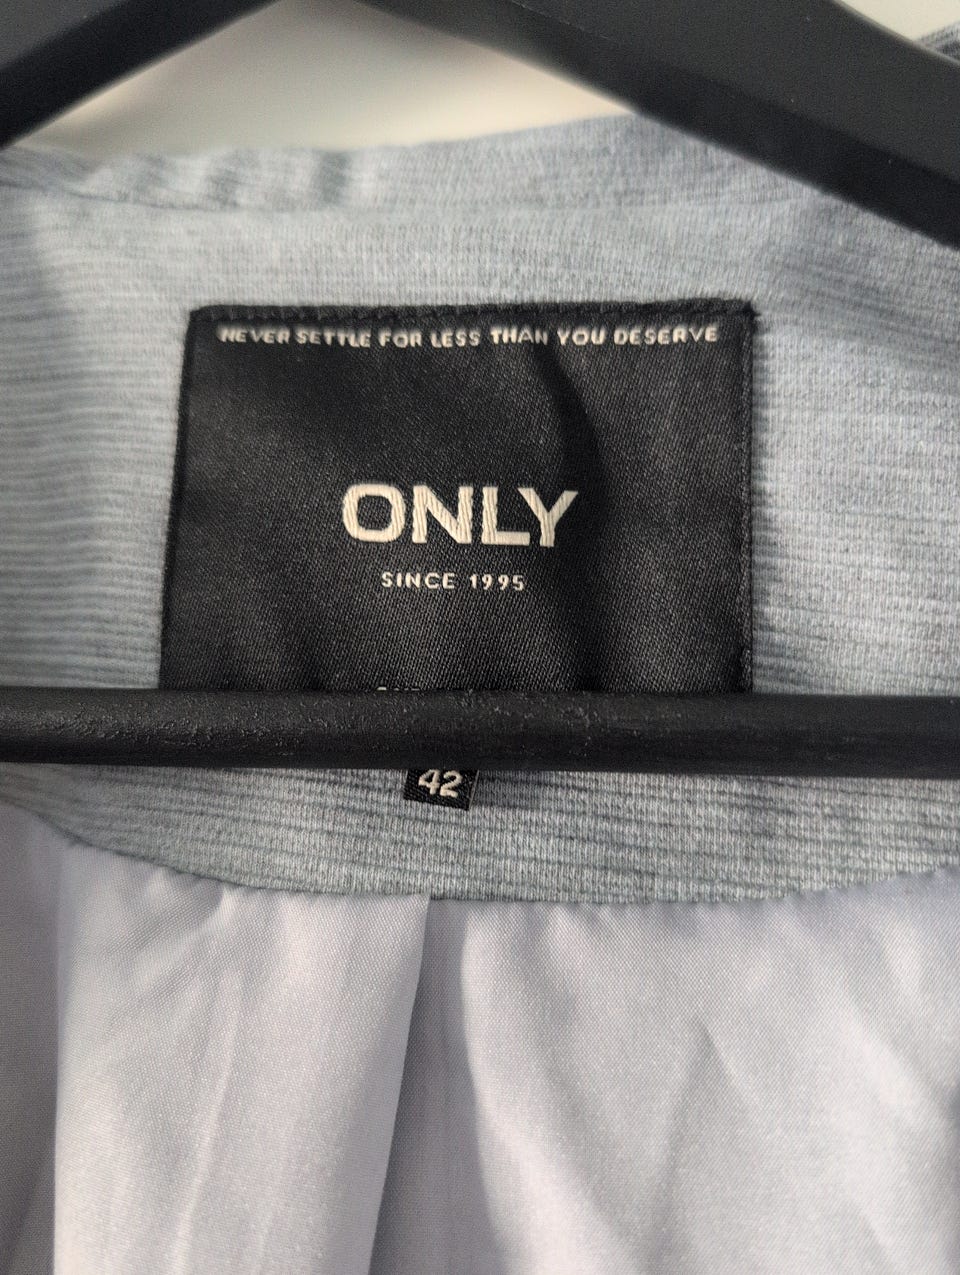 NEVER SETTLE FOR LESS THAN YOU DESERVE
ONLY
SINCE 1995
42